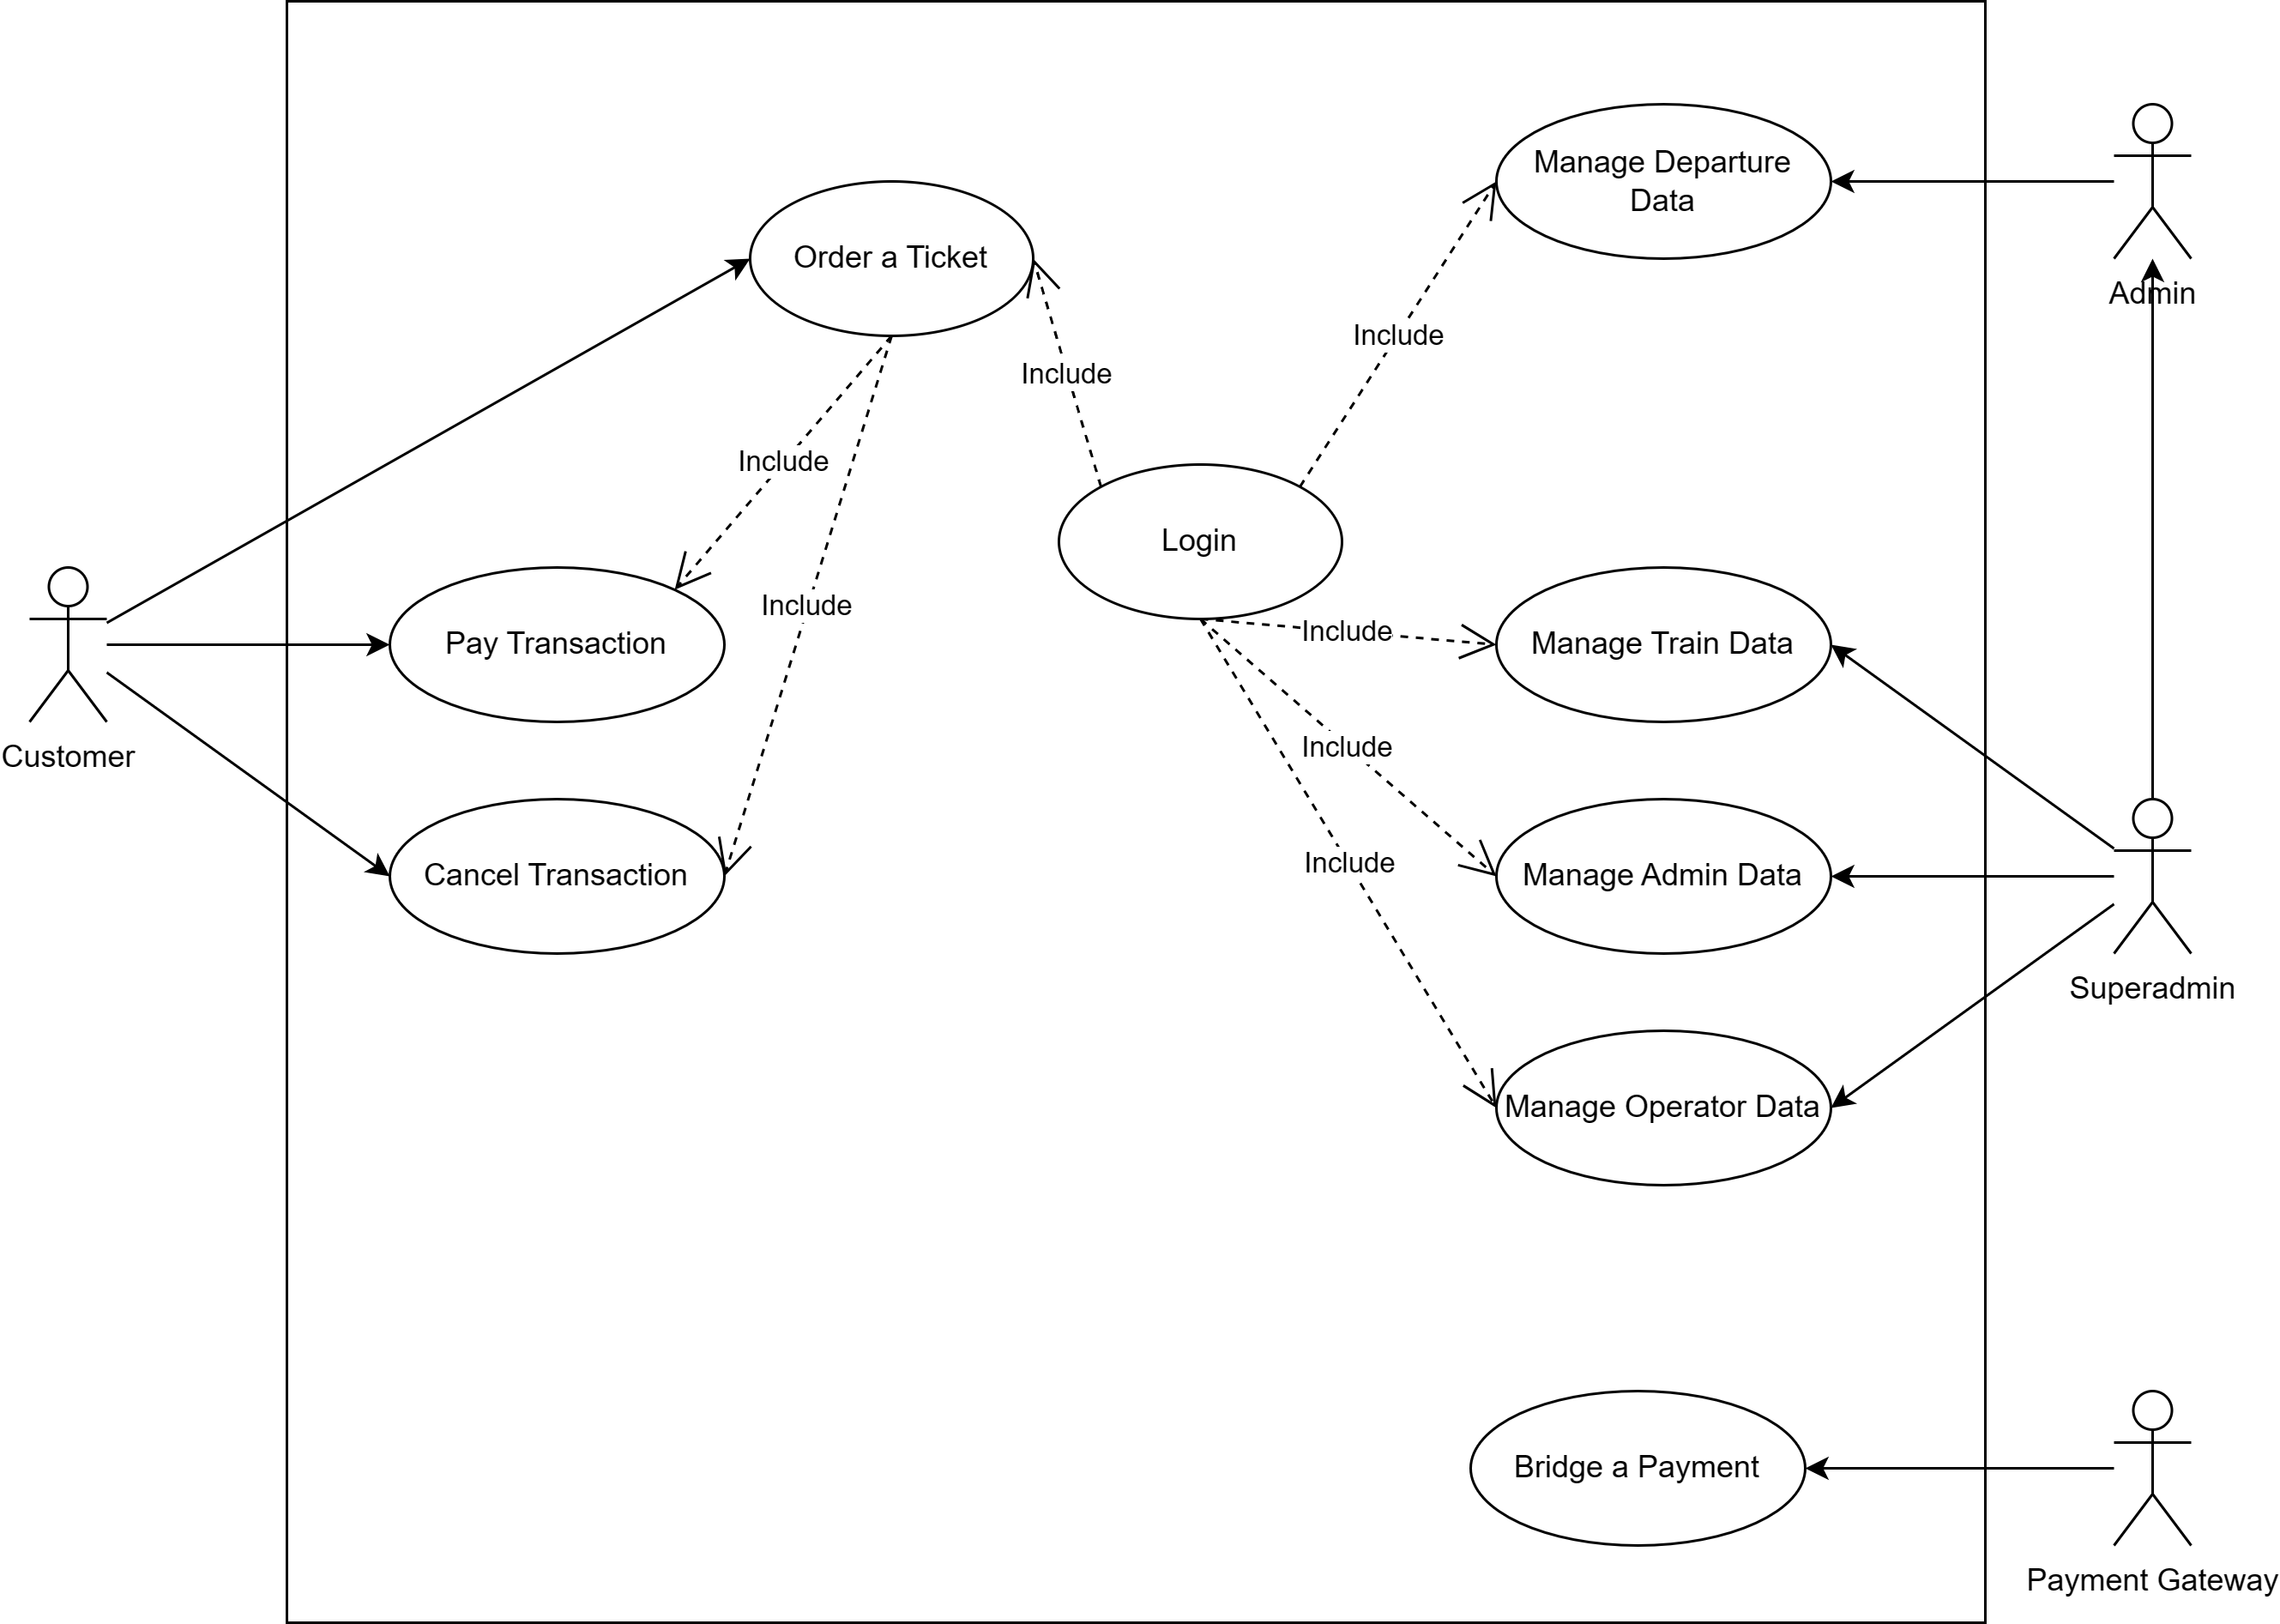 Manage Departure
Data
Order a Ticket
Admin
Include
Include
Include
Login
Include
Include
Pay Transaction
Manage Train Data
Customer
Include
Cancel Transaction
Include
Manage Admin Data
Superadmin
Manage Operator Data
Bridge a Payment
Payment Gateway